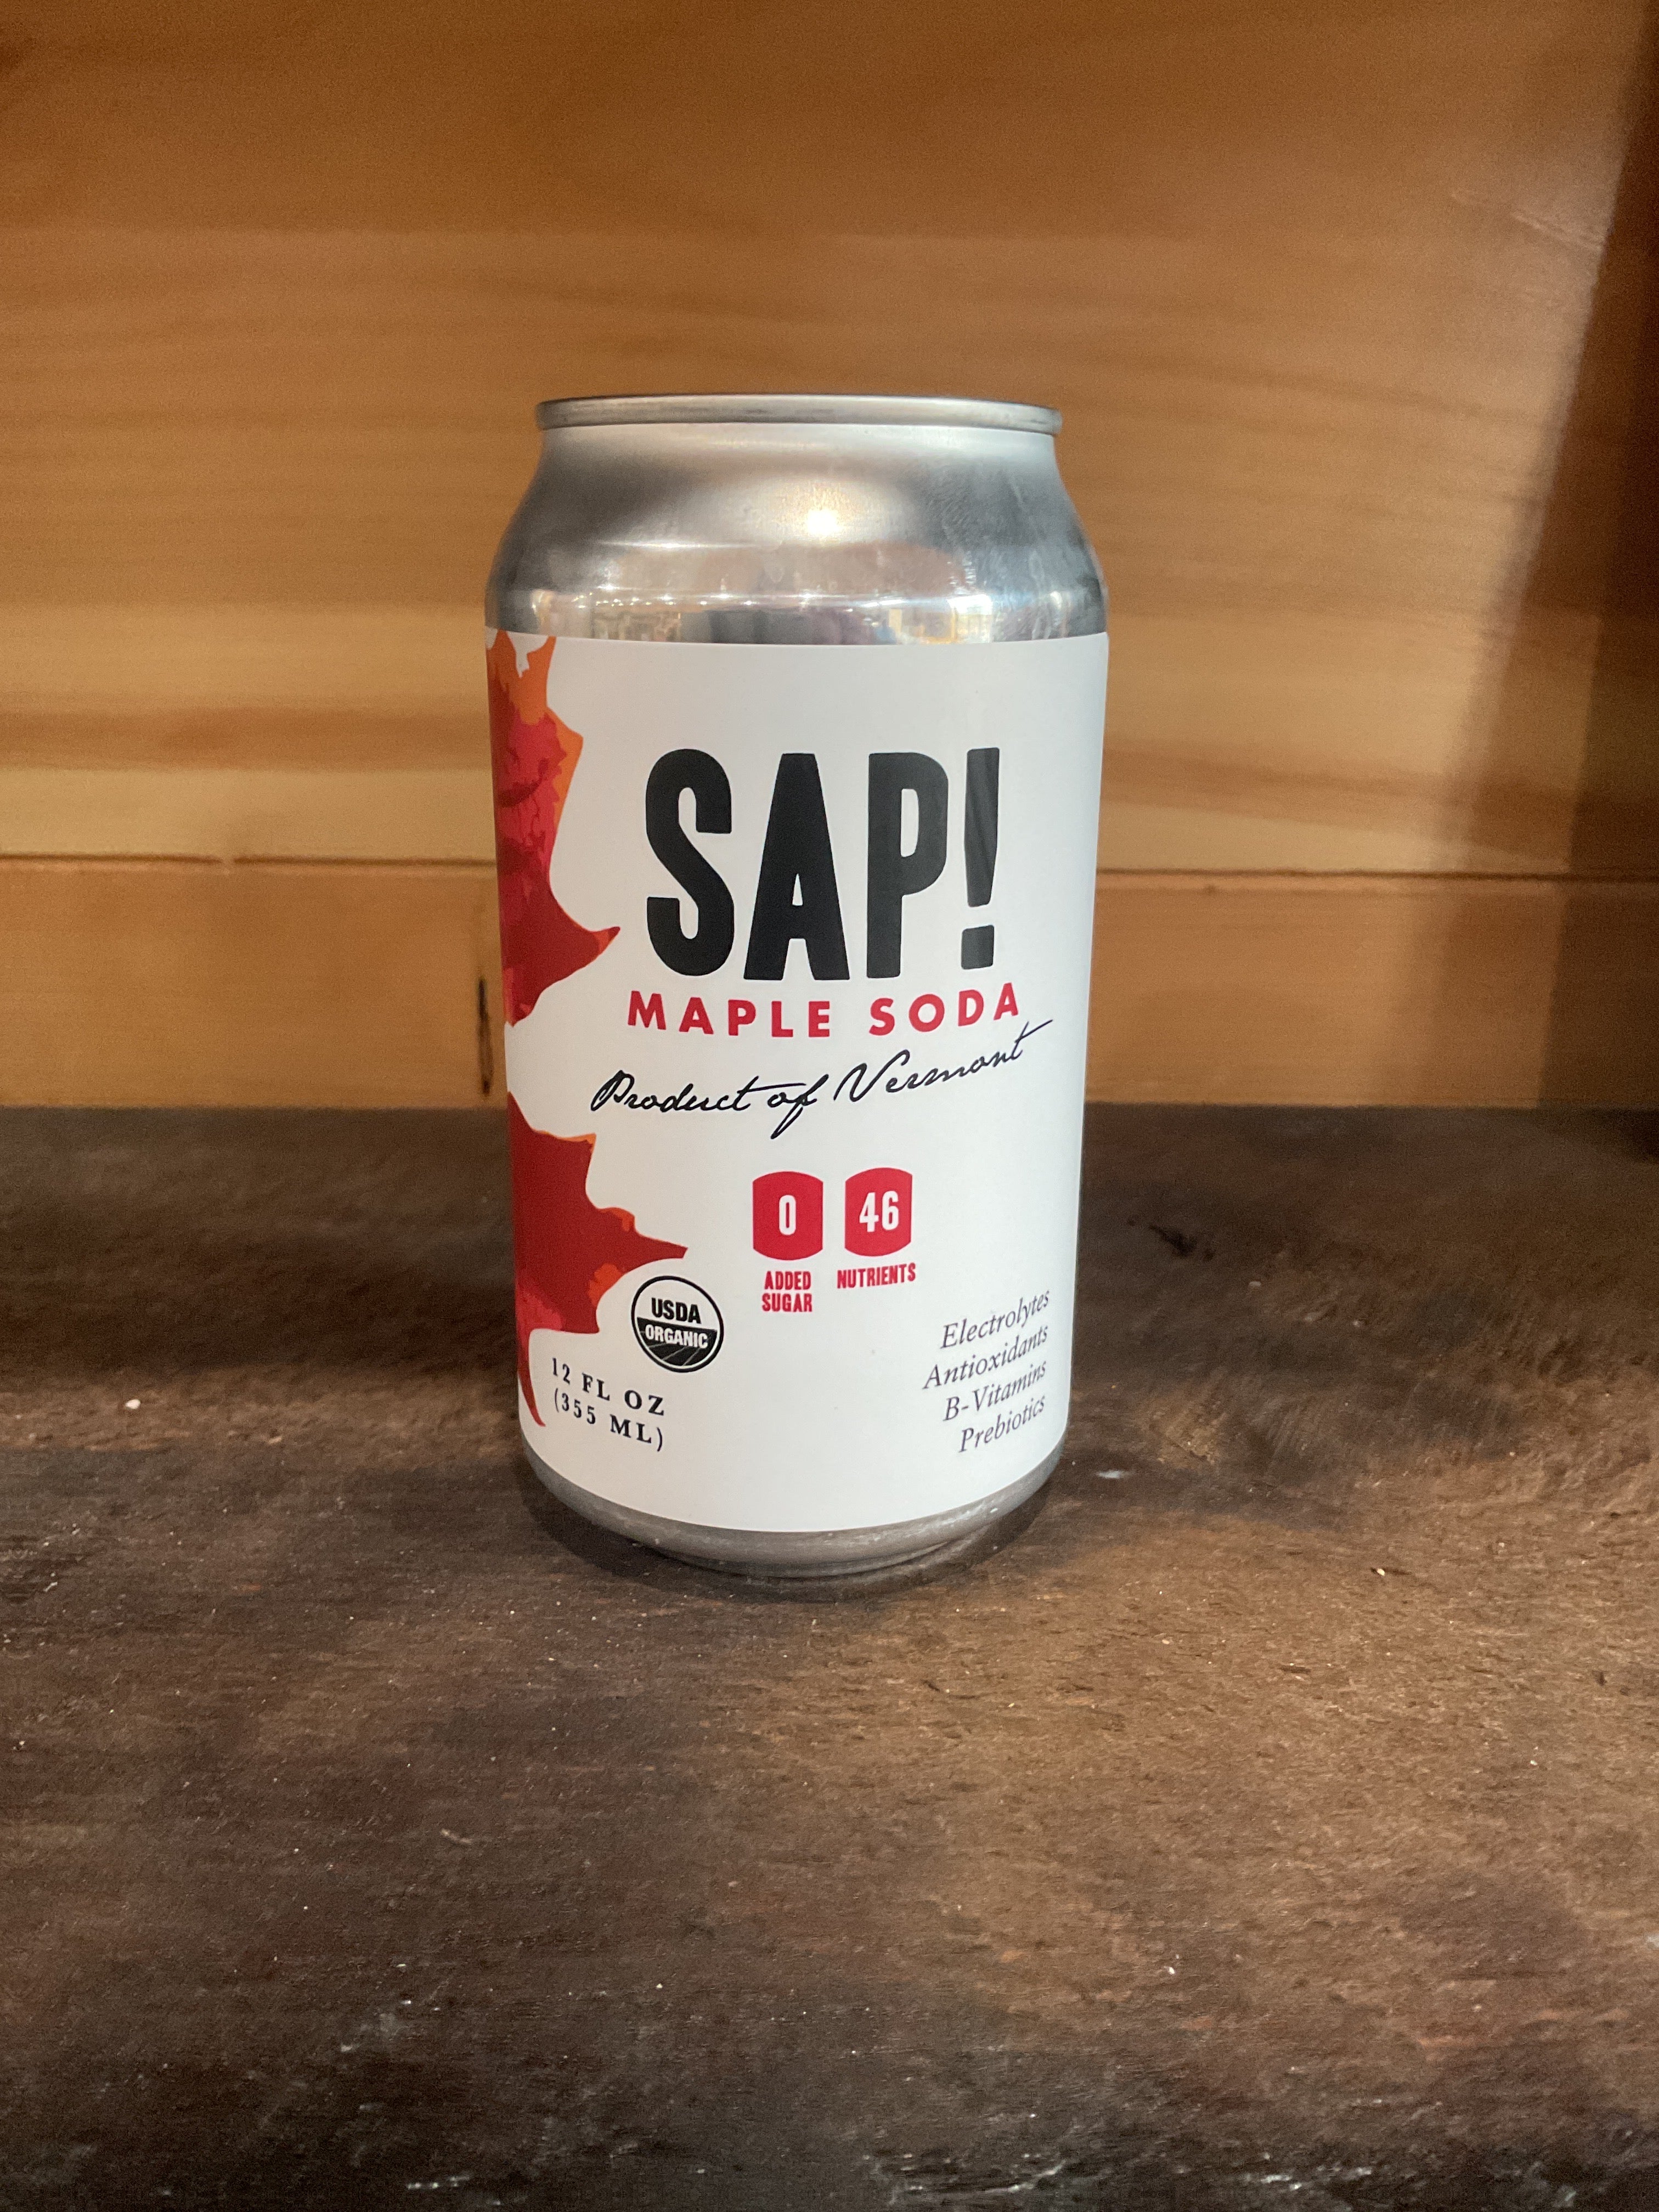 SAP!
MAPLE SODA
Product of Vermont
0
ADDED
SUGAR
46
NUTRIENTS
USDA
ORGANIC
12 FL OZ
(355 ML)
Electrolytes
Antioxidants
B-Vitamins
Prebiotics